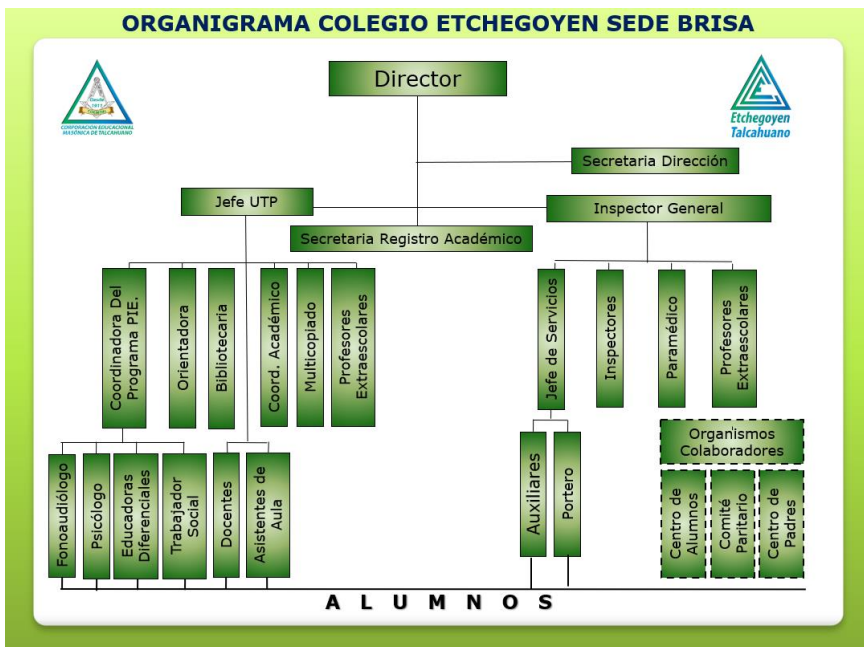 ORGANIGRAMA COLEGIO ETCHEGOYEN SEDE BRISA
CORPORACION EDUCACIONAL
MASÓNICA DE TALCAHUANO
Etchegoyen
Talcahuano
Director
Secretaria Dirección
Jefe UTP
Inspector General
Secretaria Registro Académico
Coordinadora Del
Programa PIE.
Orientadora
Bibliotecaria
Coord. Académico
Multicopiado
Profesores
Extraescolares
Jefe de Servicios
Inspectores
Paramédico
Profesores
Extraescolares
Organismos
Colaboradores
Fonoaudiólogo
Psicólogo
Educadoras
Diferenciales
Trabajador
Social
Docentes
Asistentes de
Aula
Auxiliares
Portero
Centro de
Alumnos
Comité
Paritario
Centro de
Padres
A L U M N O S